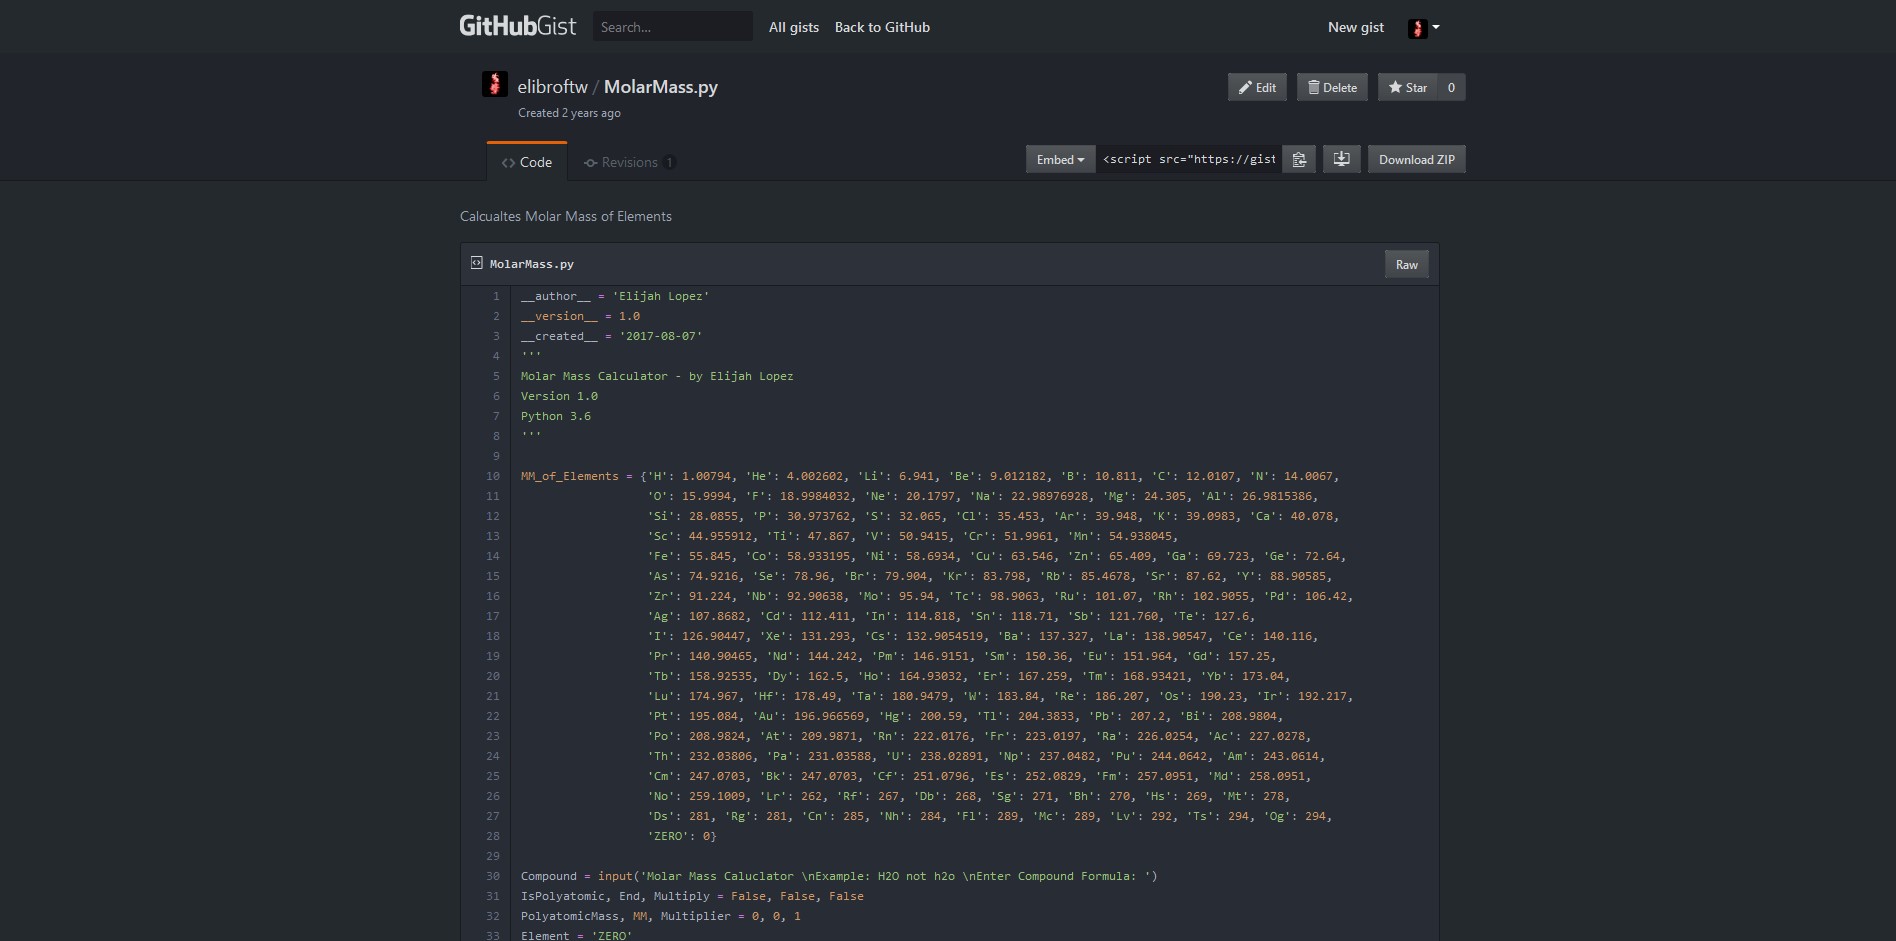 GitHubGist Search... All gists Back to GitHub New gist
elibroftw / MolarMass.py Edit Delete Star 0
Created 2 years ago
Code Revisions 1 Embed <script src="https://gist Download ZIP
Calcualtes Molar Mass of Elements
MolarMass.py Raw
1 __author__ = 'Elijah Lopez'
2 __version__ = 1.0
3 __created__ = '2017-08-07'
4 '''
5 Molar Mass Calculator - by Elijah Lopez
6 Version 1.0
7 Python 3.6
8 '''
9
10 MM_of_Elements = {'H': 1.00794, 'He': 4.002602, 'Li': 6.941, 'Be': 9.012182, 'B': 10.811, 'C': 12.0107, 'N': 14.0067,
11 'O': 15.9994, 'F': 18.9984032, 'Ne': 20.1797, 'Na': 22.98976928, 'Mg': 24.305, 'Al': 26.9815386,
12 'Si': 28.0855, 'P': 30.973762, 'S': 32.065, 'Cl': 35.453, 'Ar': 39.948, 'K': 39.0983, 'Ca': 40.078,
13 'Sc': 44.955912, 'Ti': 47.867, 'V': 50.9415, 'Cr': 51.9961, 'Mn': 54.938045,
14 'Fe': 55.845, 'Co': 58.933195, 'Ni': 58.6934, 'Cu': 63.546, 'Zn': 65.409, 'Ga': 69.723, 'Ge': 72.64,
15 'As': 74.9216, 'Se': 78.96, 'Br': 79.904, 'Kr': 83.798, 'Rb': 85.4678, 'Sr': 87.62, 'Y': 88.90585,
16 'Zr': 91.224, 'Nb': 92.90638, 'Mo': 95.94, 'Tc': 98.9063, 'Ru': 101.07, 'Rh': 102.9055, 'Pd': 106.42,
17 'Ag': 107.8682, 'Cd': 112.411, 'In': 114.818, 'Sn': 118.71, 'Sb': 121.760, 'Te': 127.6,
18 'I': 126.90447, 'Xe': 131.293, 'Cs': 132.9054519, 'Ba': 137.327, 'La': 138.90547, 'Ce': 140.116,
19 'Pr': 140.90465, 'Nd': 144.242, 'Pm': 146.9151, 'Sm': 150.36, 'Eu': 151.964, 'Gd': 157.25,
20 'Tb': 158.92535, 'Dy': 162.5, 'Ho': 164.93032, 'Er': 167.259, 'Tm': 168.93421, 'Yb': 173.04,
21 'Lu': 174.967, 'Hf': 178.49, 'Ta': 180.9479, 'W': 183.84, 'Re': 186.207, 'Os': 190.23, 'Ir': 192.217,
22 'Pt': 195.084, 'Au': 196.966569, 'Hg': 200.59, 'Tl': 204.3833, 'Pb': 207.2, 'Bi': 208.9804,
23 'Po': 208.9824, 'At': 209.9871, 'Rn': 222.0176, 'Fr': 223.0197, 'Ra': 226.0254, 'Ac': 227.0278,
24 'Th': 232.03806, 'Pa': 231.03588, 'U': 238.02891, 'Np': 237.0482, 'Pu': 244.0642, 'Am': 243.0614,
25 'Cm': 247.0703, 'Bk': 247.0703, 'Cf': 251.0796, 'Es': 252.0829, 'Fm': 257.0951, 'Md': 258.0951,
26 'No': 259.1009, 'Lr': 262, 'Rf': 267, 'Db': 268, 'Sg': 271, 'Bh': 270, 'Hs': 269, 'Mt': 278,
27 'Ds': 281, 'Rg': 281, 'Cn': 285, 'Nh': 284, 'Fl': 289, 'Mc': 289, 'Lv': 292, 'Ts': 294, 'Og': 294,
28 'ZERO': 0}
29
30 Compound = input('Molar Mass Caluclator \nExample: H2O not h2o \nEnter Compound Formula: ')
31 IsPolyatomic, End, Multiply = False, False, False
32 PolyatomicMass, MM, Multiplier = 0, 0, 1
33 Element = 'ZERO'